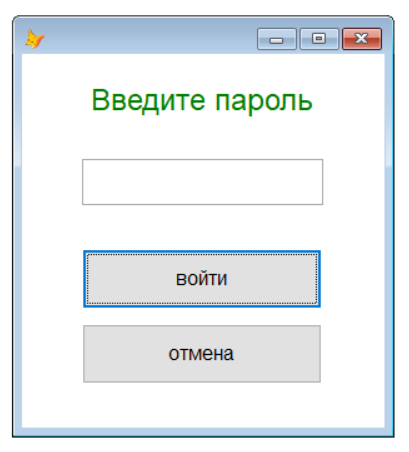 Введите пароль
войти
отмена